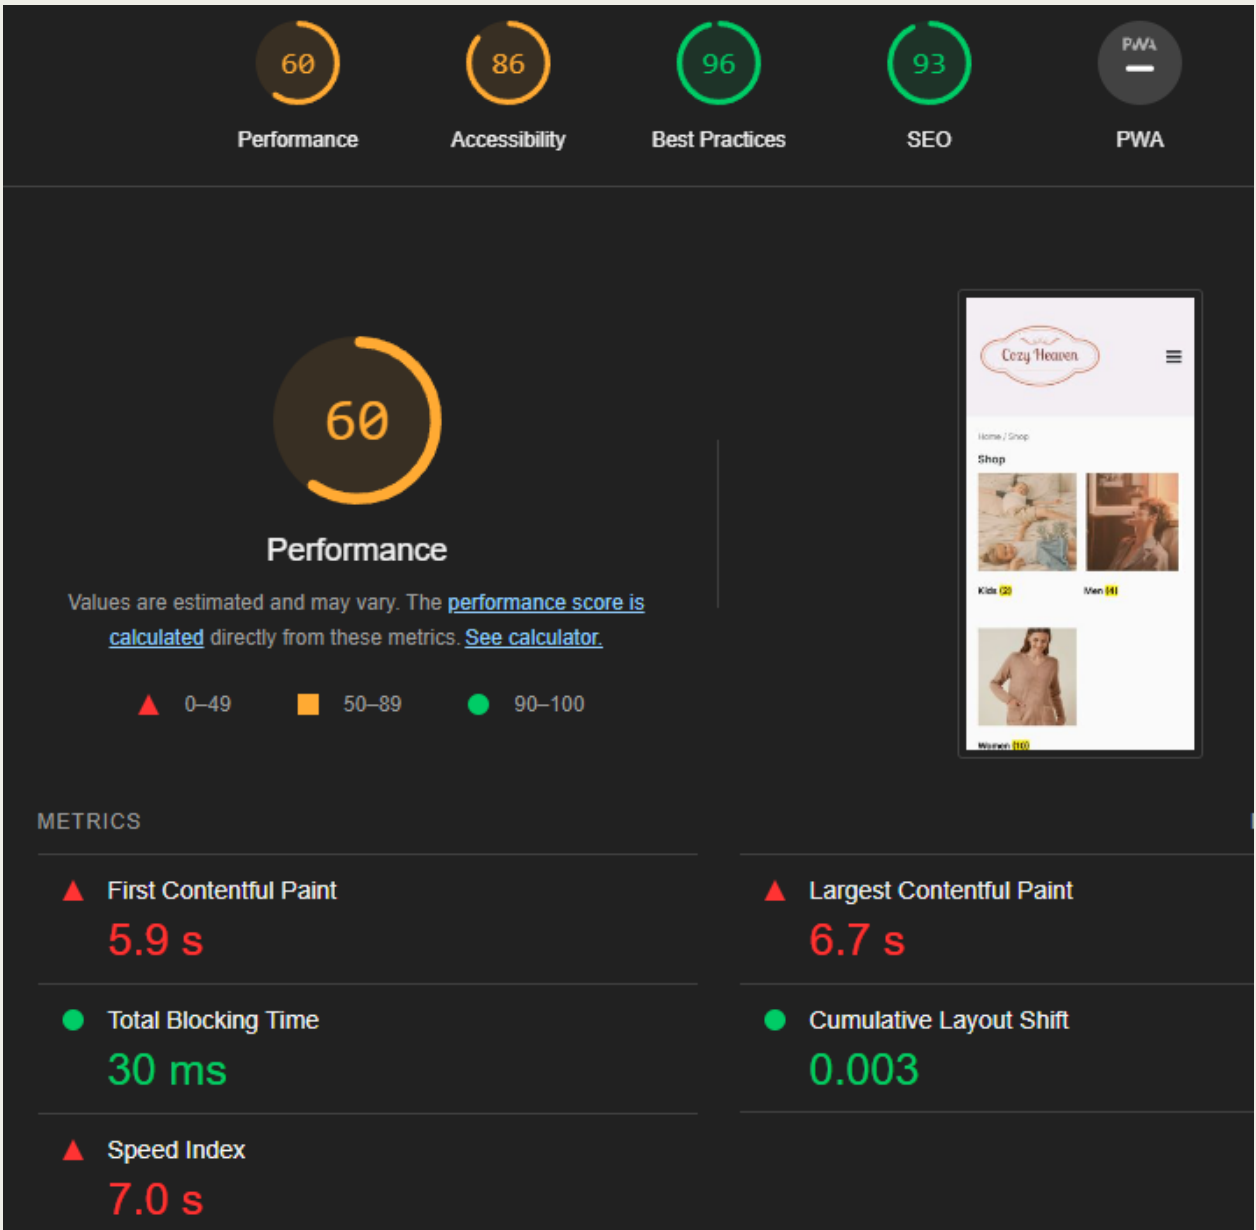 60
86
96
93
PWA
Performance
Accessibility
Best Practices
SEO
PWA
60
Performance
Values are estimated and may vary. The performance score is
calculated directly from these metrics. See calculator.
0–49
50–89
90–100
Cozy Heaven
Home / Shop
Shop
Kids (2)
Men (4)
Women (10)
METRICS
First Contentful Paint
5.9 s
Largest Contentful Paint
6.7 s
Total Blocking Time
30 ms
Cumulative Layout Shift
0.003
Speed Index
7.0 s